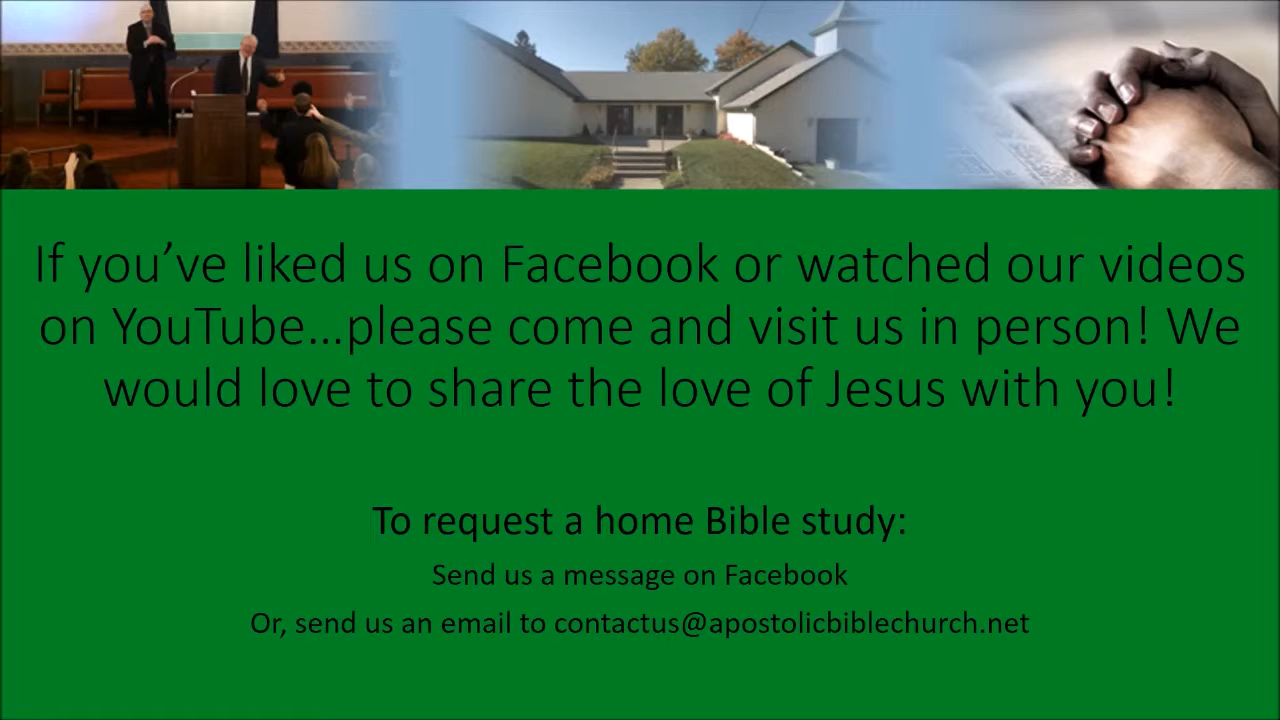 If you’ve liked us on Facebook or watched our videos
on YouTube...please come and visit us in person! We
would love to share the love of Jesus with you!
To request a home Bible study:
Send us a message on Facebook
Or, send us an email to contactus@apostolicbiblechurch.net